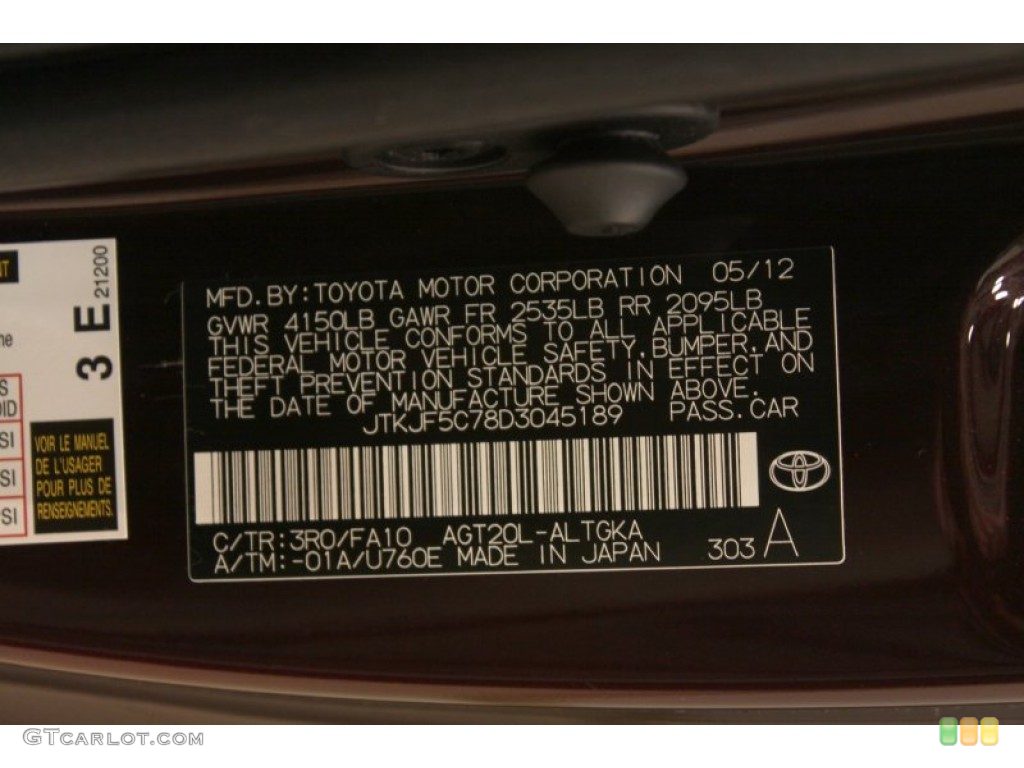 MFD.BY:TOYOTA MOTOR CORPORATION 05/12
GVWR 4150LB GAWR FR 2535LB RR 2095LB
THIS VEHICLE CONFORMS TO ALL APPLICABLE
FEDERAL MOTOR VEHICLE SAFETY,BUMPER,AND
THEFT PREVENTION STANDARDS IN EFFECT ON
THE DATE OF MANUFACTURE SHOWN ABOVE.
JTKJF5C78D3045189 PASS.CAR
C/TR:3R0/FA10 AGT20L-ALTGKA
A/TM:-01A/U760E MADE IN JAPAN 303 A
3 E 21200
VOIR LE MANUEL
DE L'USAGER
POUR PLUS DE
RENSEIGNEMENTS.
GTCARLOT.COM